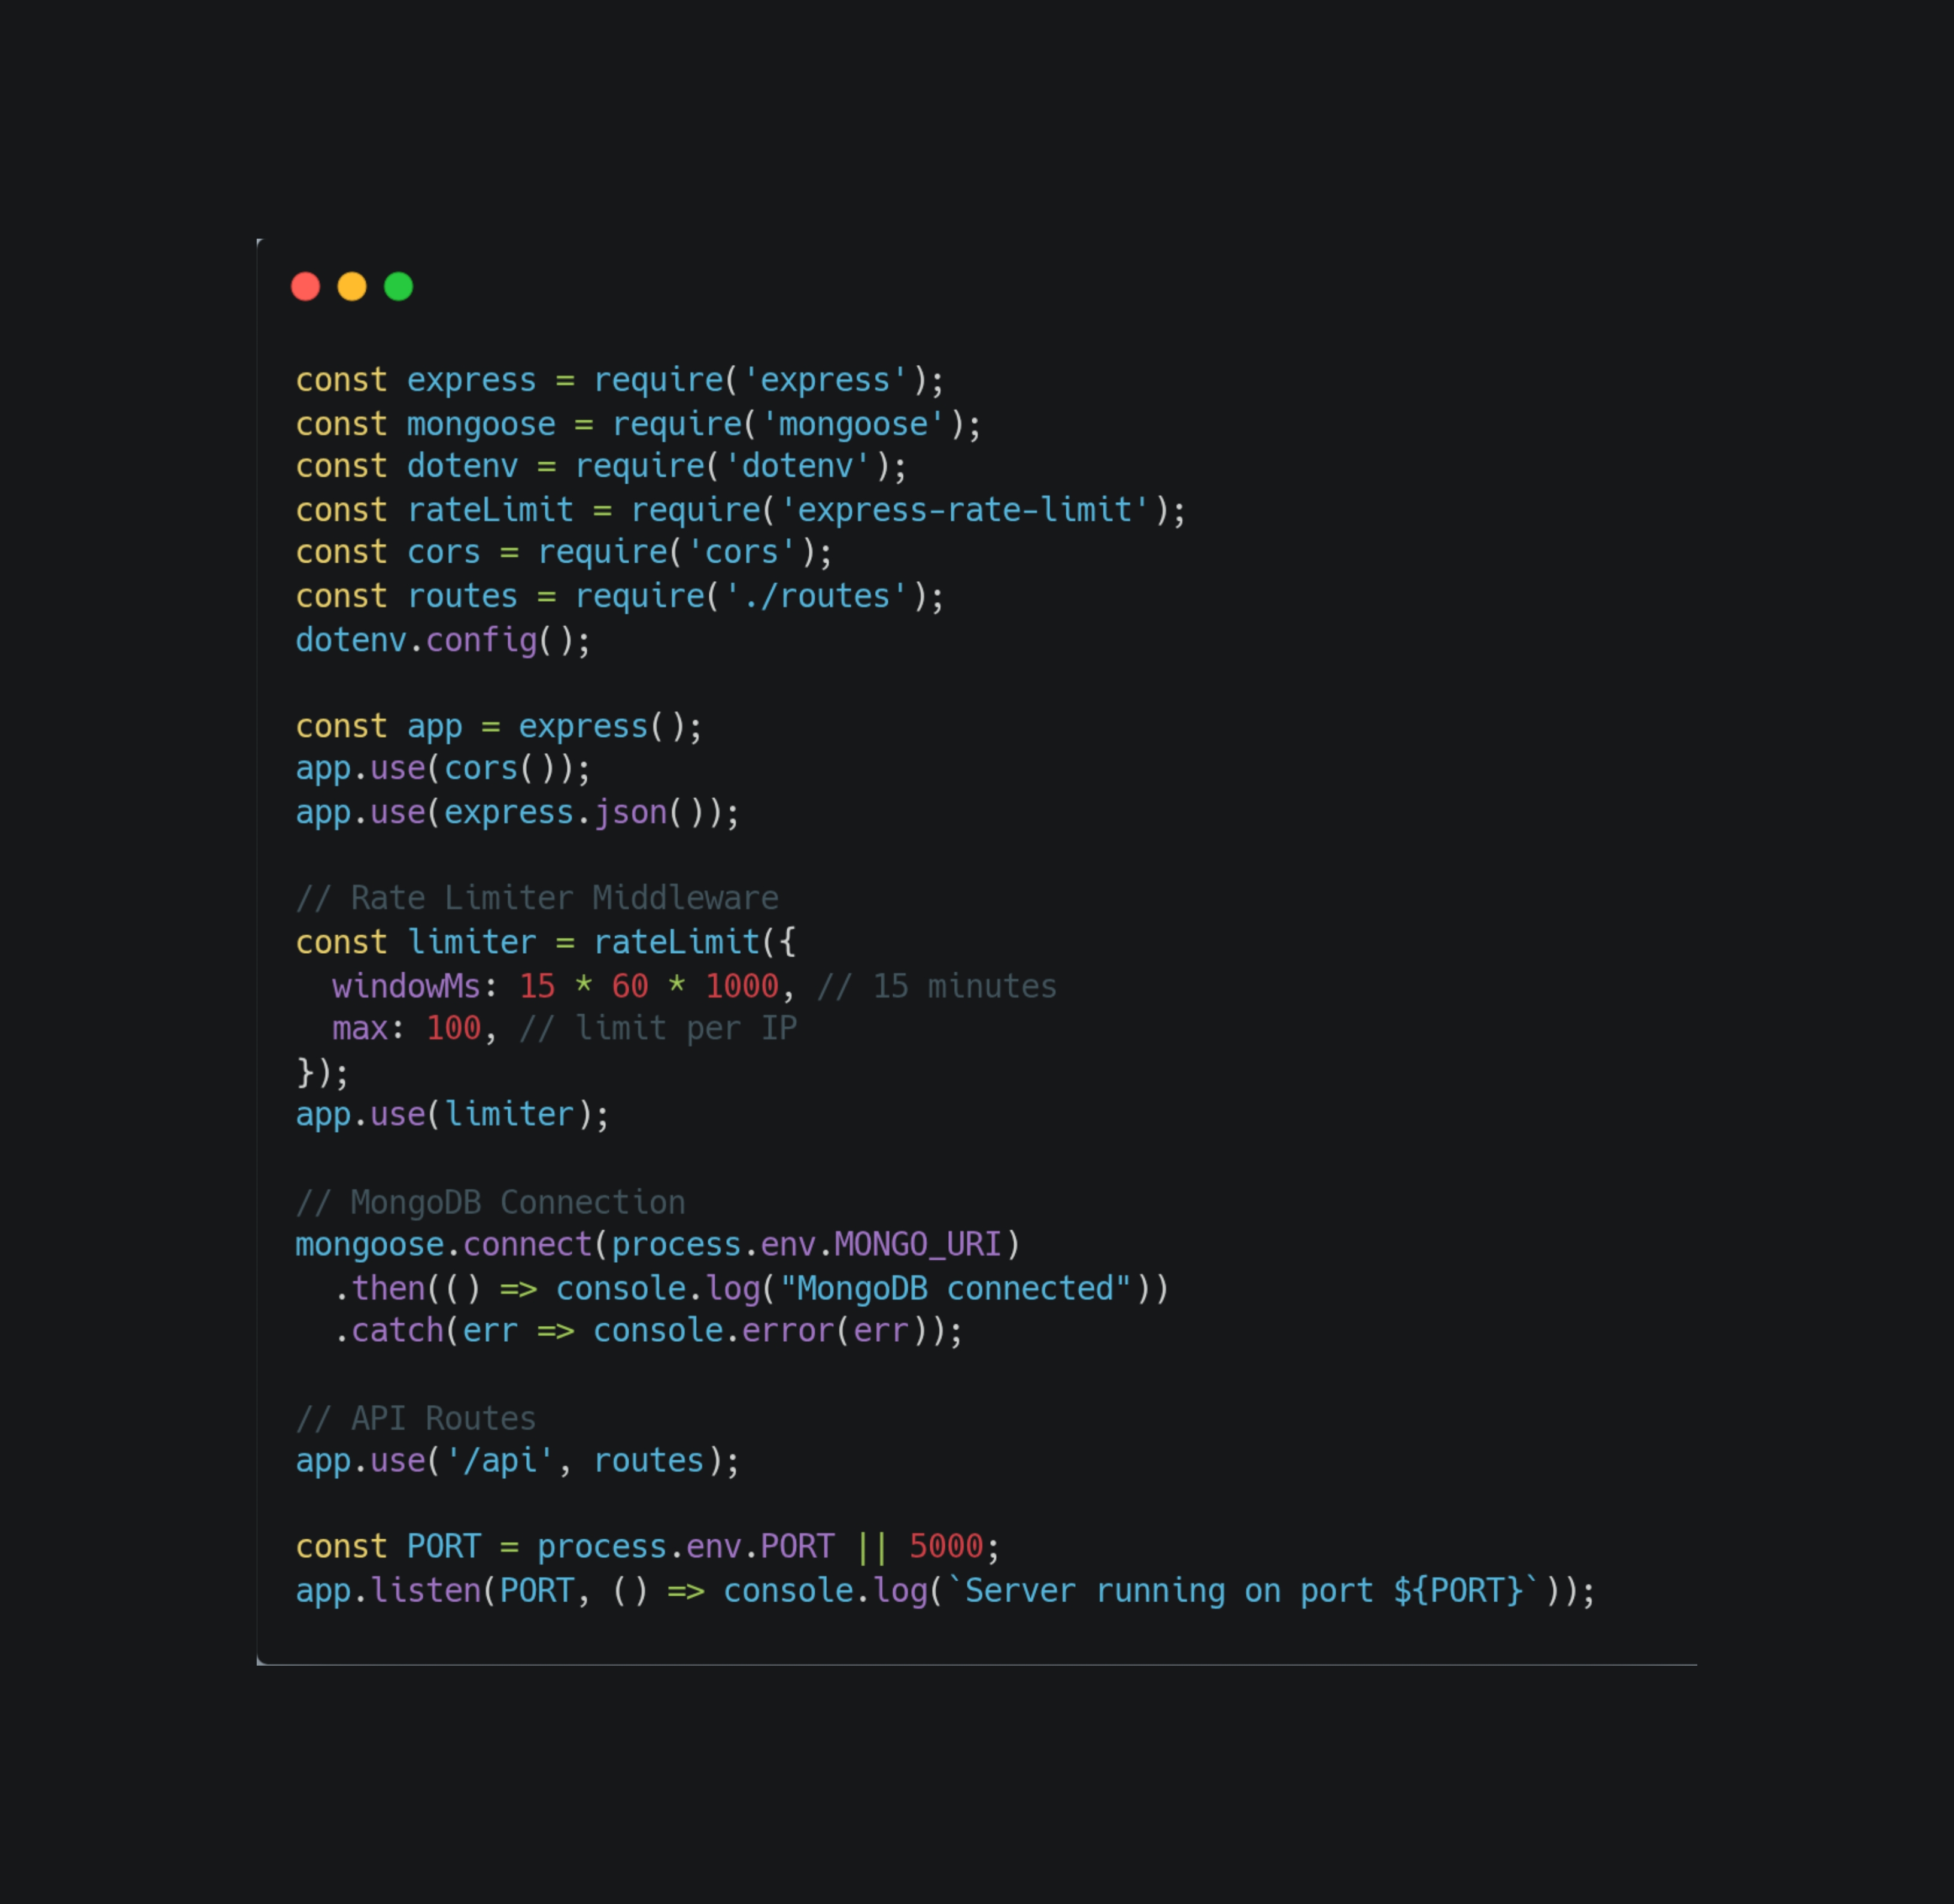 const express = require('express');
const mongoose = require('mongoose');
const dotenv = require('dotenv');
const rateLimit = require('express-rate-limit');
const cors = require('cors');
const routes = require('./routes');
dotenv.config();

const app = express();
app.use(cors());
app.use(express.json());

// Rate Limiter Middleware
const limiter = rateLimit({
  windowMs: 15 * 60 * 1000, // 15 minutes
  max: 100, // limit per IP
});
app.use(limiter);

// MongoDB Connection
mongoose.connect(process.env.MONGO_URI)
  .then(() => console.log("MongoDB connected"))
  .catch(err => console.error(err));

// API Routes
app.use('/api', routes);

const PORT = process.env.PORT || 5000;
app.listen(PORT, () => console.log(`Server running on port ${PORT}`));